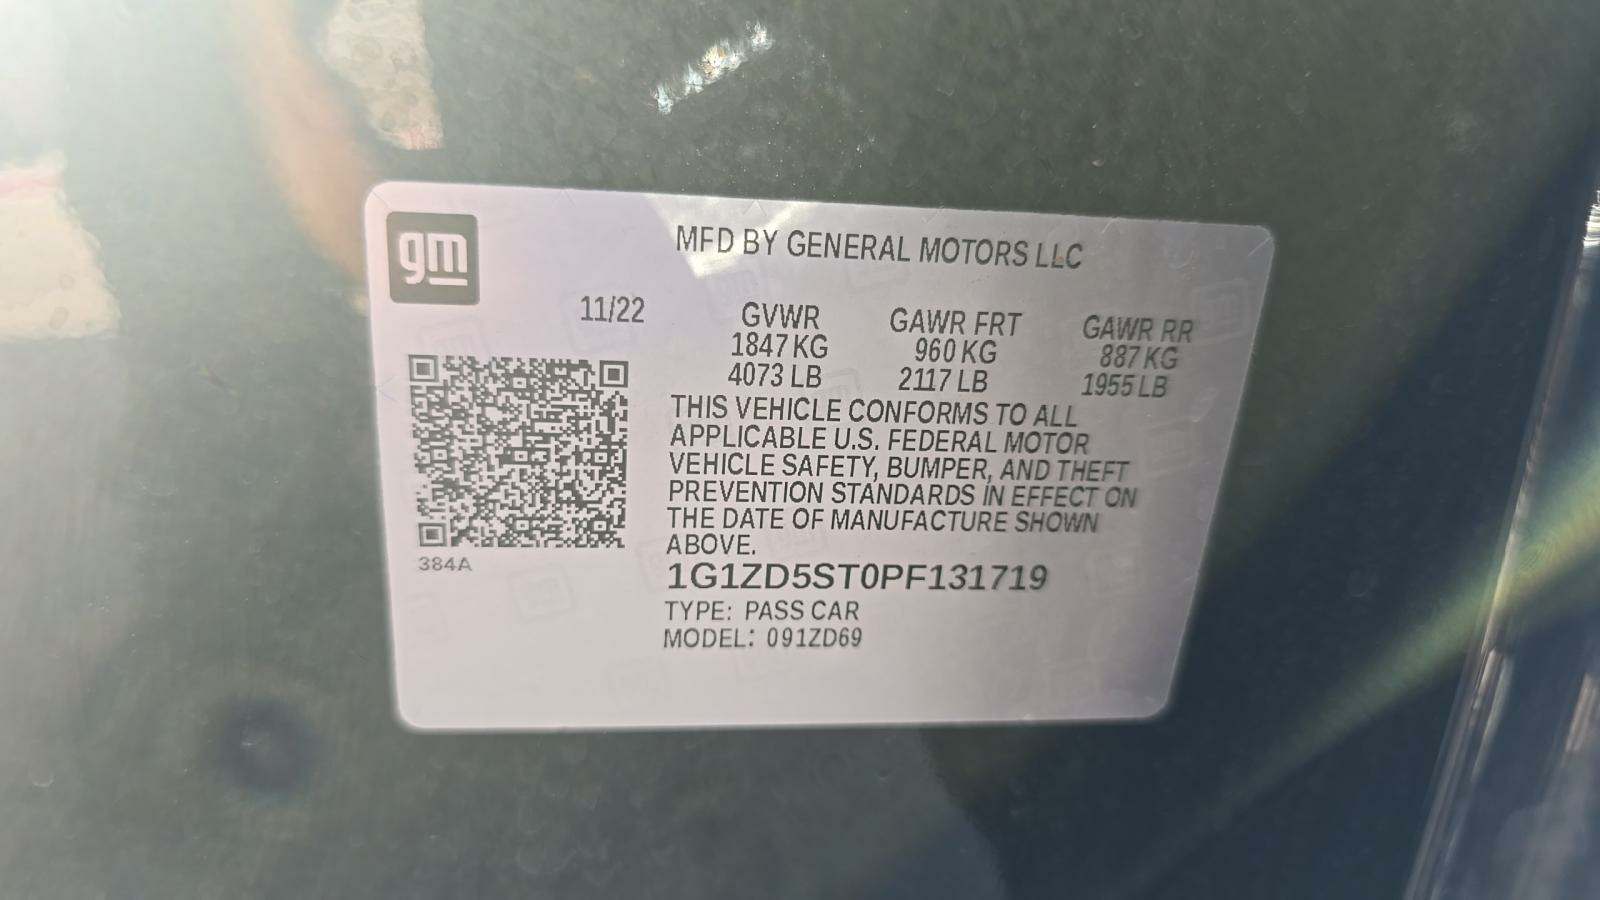 gm
MFD BY GENERAL MOTORS LLC
11/22
GVWR GAWR FRT GAWR RR
1847 KG 960 KG 887 KG
4073 LB 2117 LB 1955 LB
THIS VEHICLE CONFORMS TO ALL
APPLICABLE U.S. FEDERAL MOTOR
VEHICLE SAFETY, BUMPER, AND THEFT
PREVENTION STANDARDS IN EFFECT ON
THE DATE OF MANUFACTURE SHOWN
ABOVE.
384A
1G1ZD5ST0PF131719
TYPE: PASS CAR
MODEL: 091ZD69